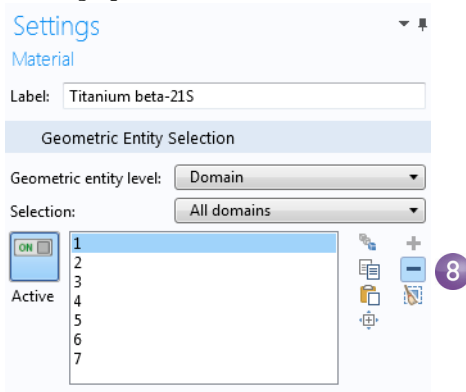 Settings
Material
Label: Titanium beta-21S
Geometric Entity Selection
Geometric entity level: Domain
Selection: All domains
ON
Active
1
2
3
4
5
6
7
8